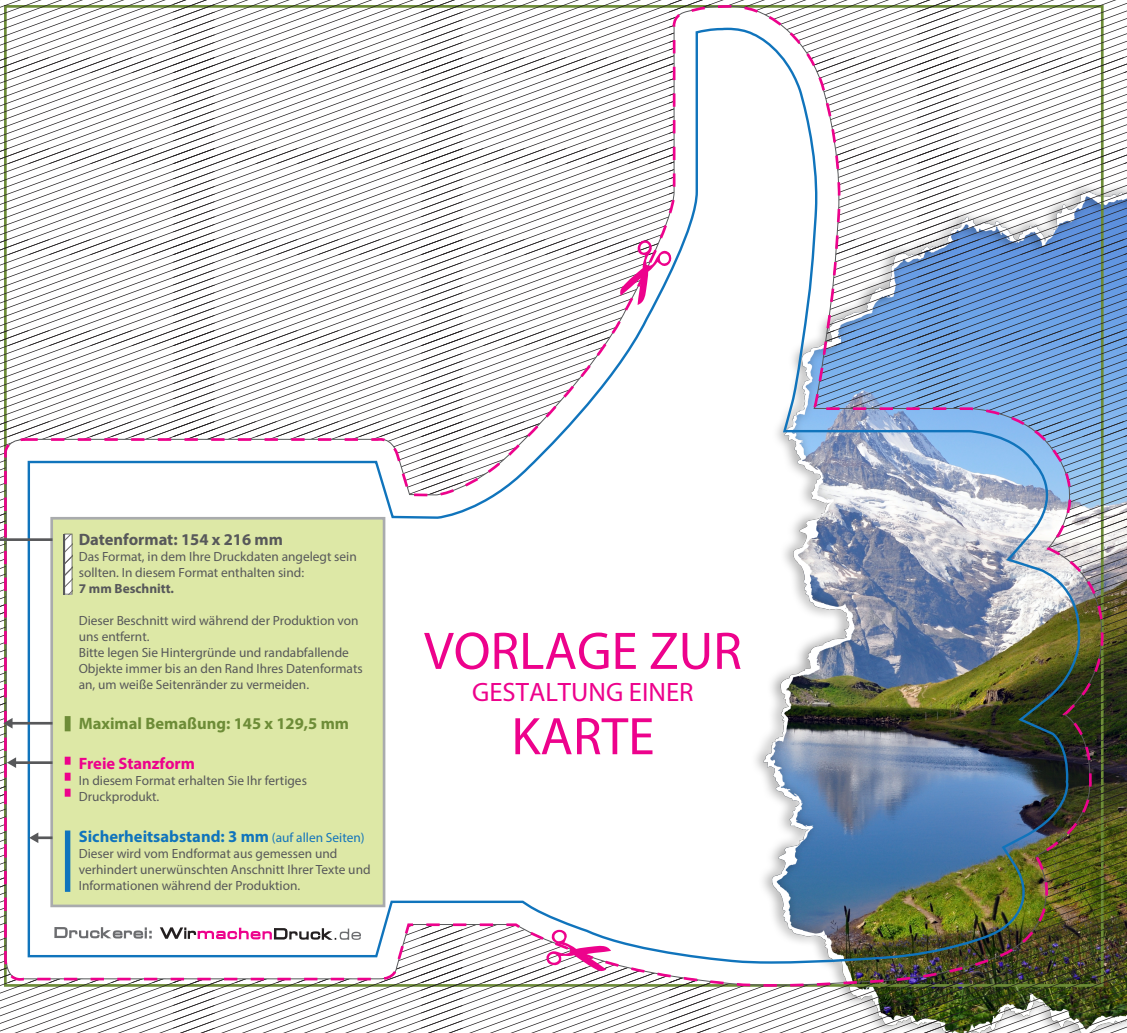 Datenformat: 154 x 216 mm
Das Format, in dem Ihre Druckdaten angelegt sein
sollten. In diesem Format enthalten sind:
7 mm Beschnitt.
Dieser Beschnitt wird während der Produktion von
uns entfernt.
Bitte legen Sie Hintergründe und randabfallende
Objekte immer bis an den Rand Ihres Datenformats
an, um weiße Seitenränder zu vermeiden.
Maximal Bemaßung: 145 x 129,5 mm
Freie Stanzform
In diesem Format erhalten Sie Ihr fertiges
Druckprodukt.
Sicherheitsabstand: 3 mm (auf allen Seiten)
Dieser wird vom Endformat aus gemessen und
verhindert unerwünschten Anschnitt Ihrer Texte und
Informationen während der Produktion.
Druckerei: WirmachenDruck.de
VORLAGE ZUR
GESTALTUNG EINER
KARTE